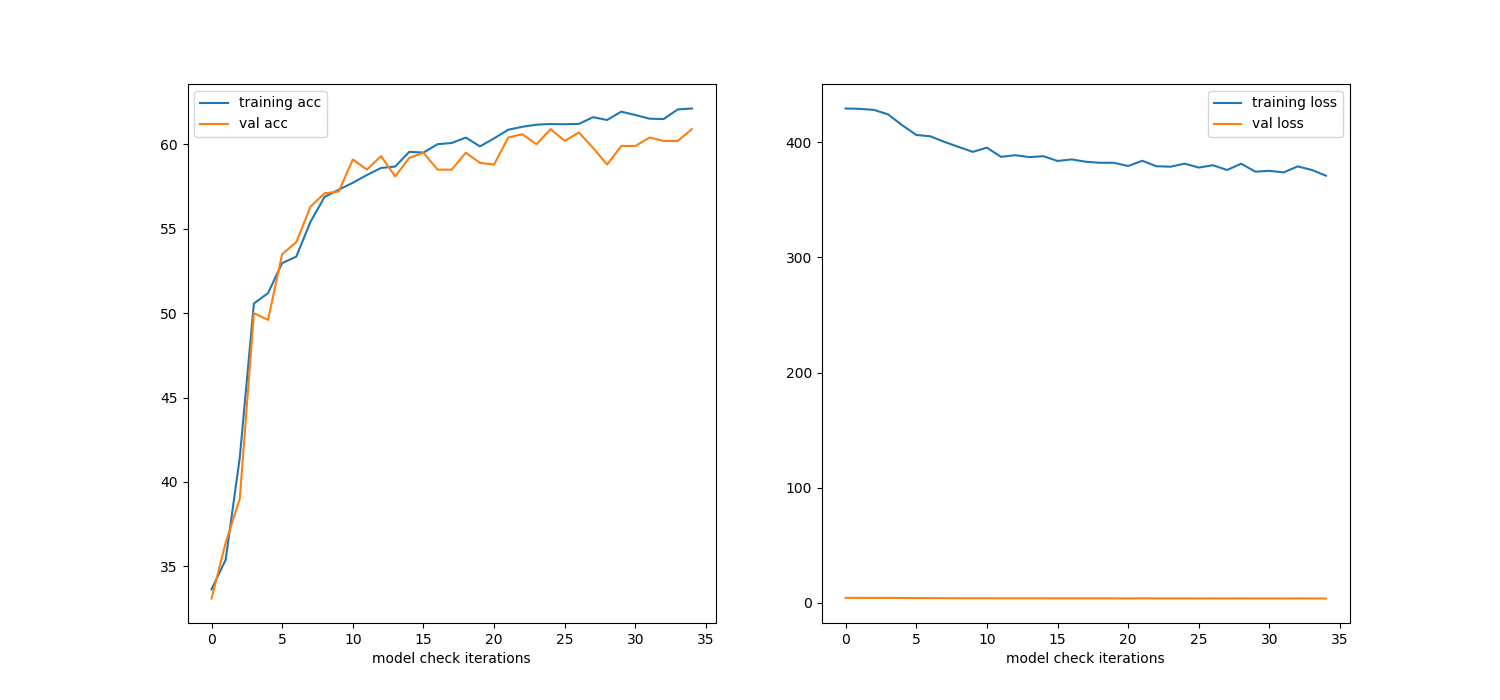 training acc
val acc
60
55
50
45
40
35
0 5 10 15 20 25 30 35
model check iterations
training loss
val loss
400
300
200
100
0
0 5 10 15 20 25 30 35
model check iterations